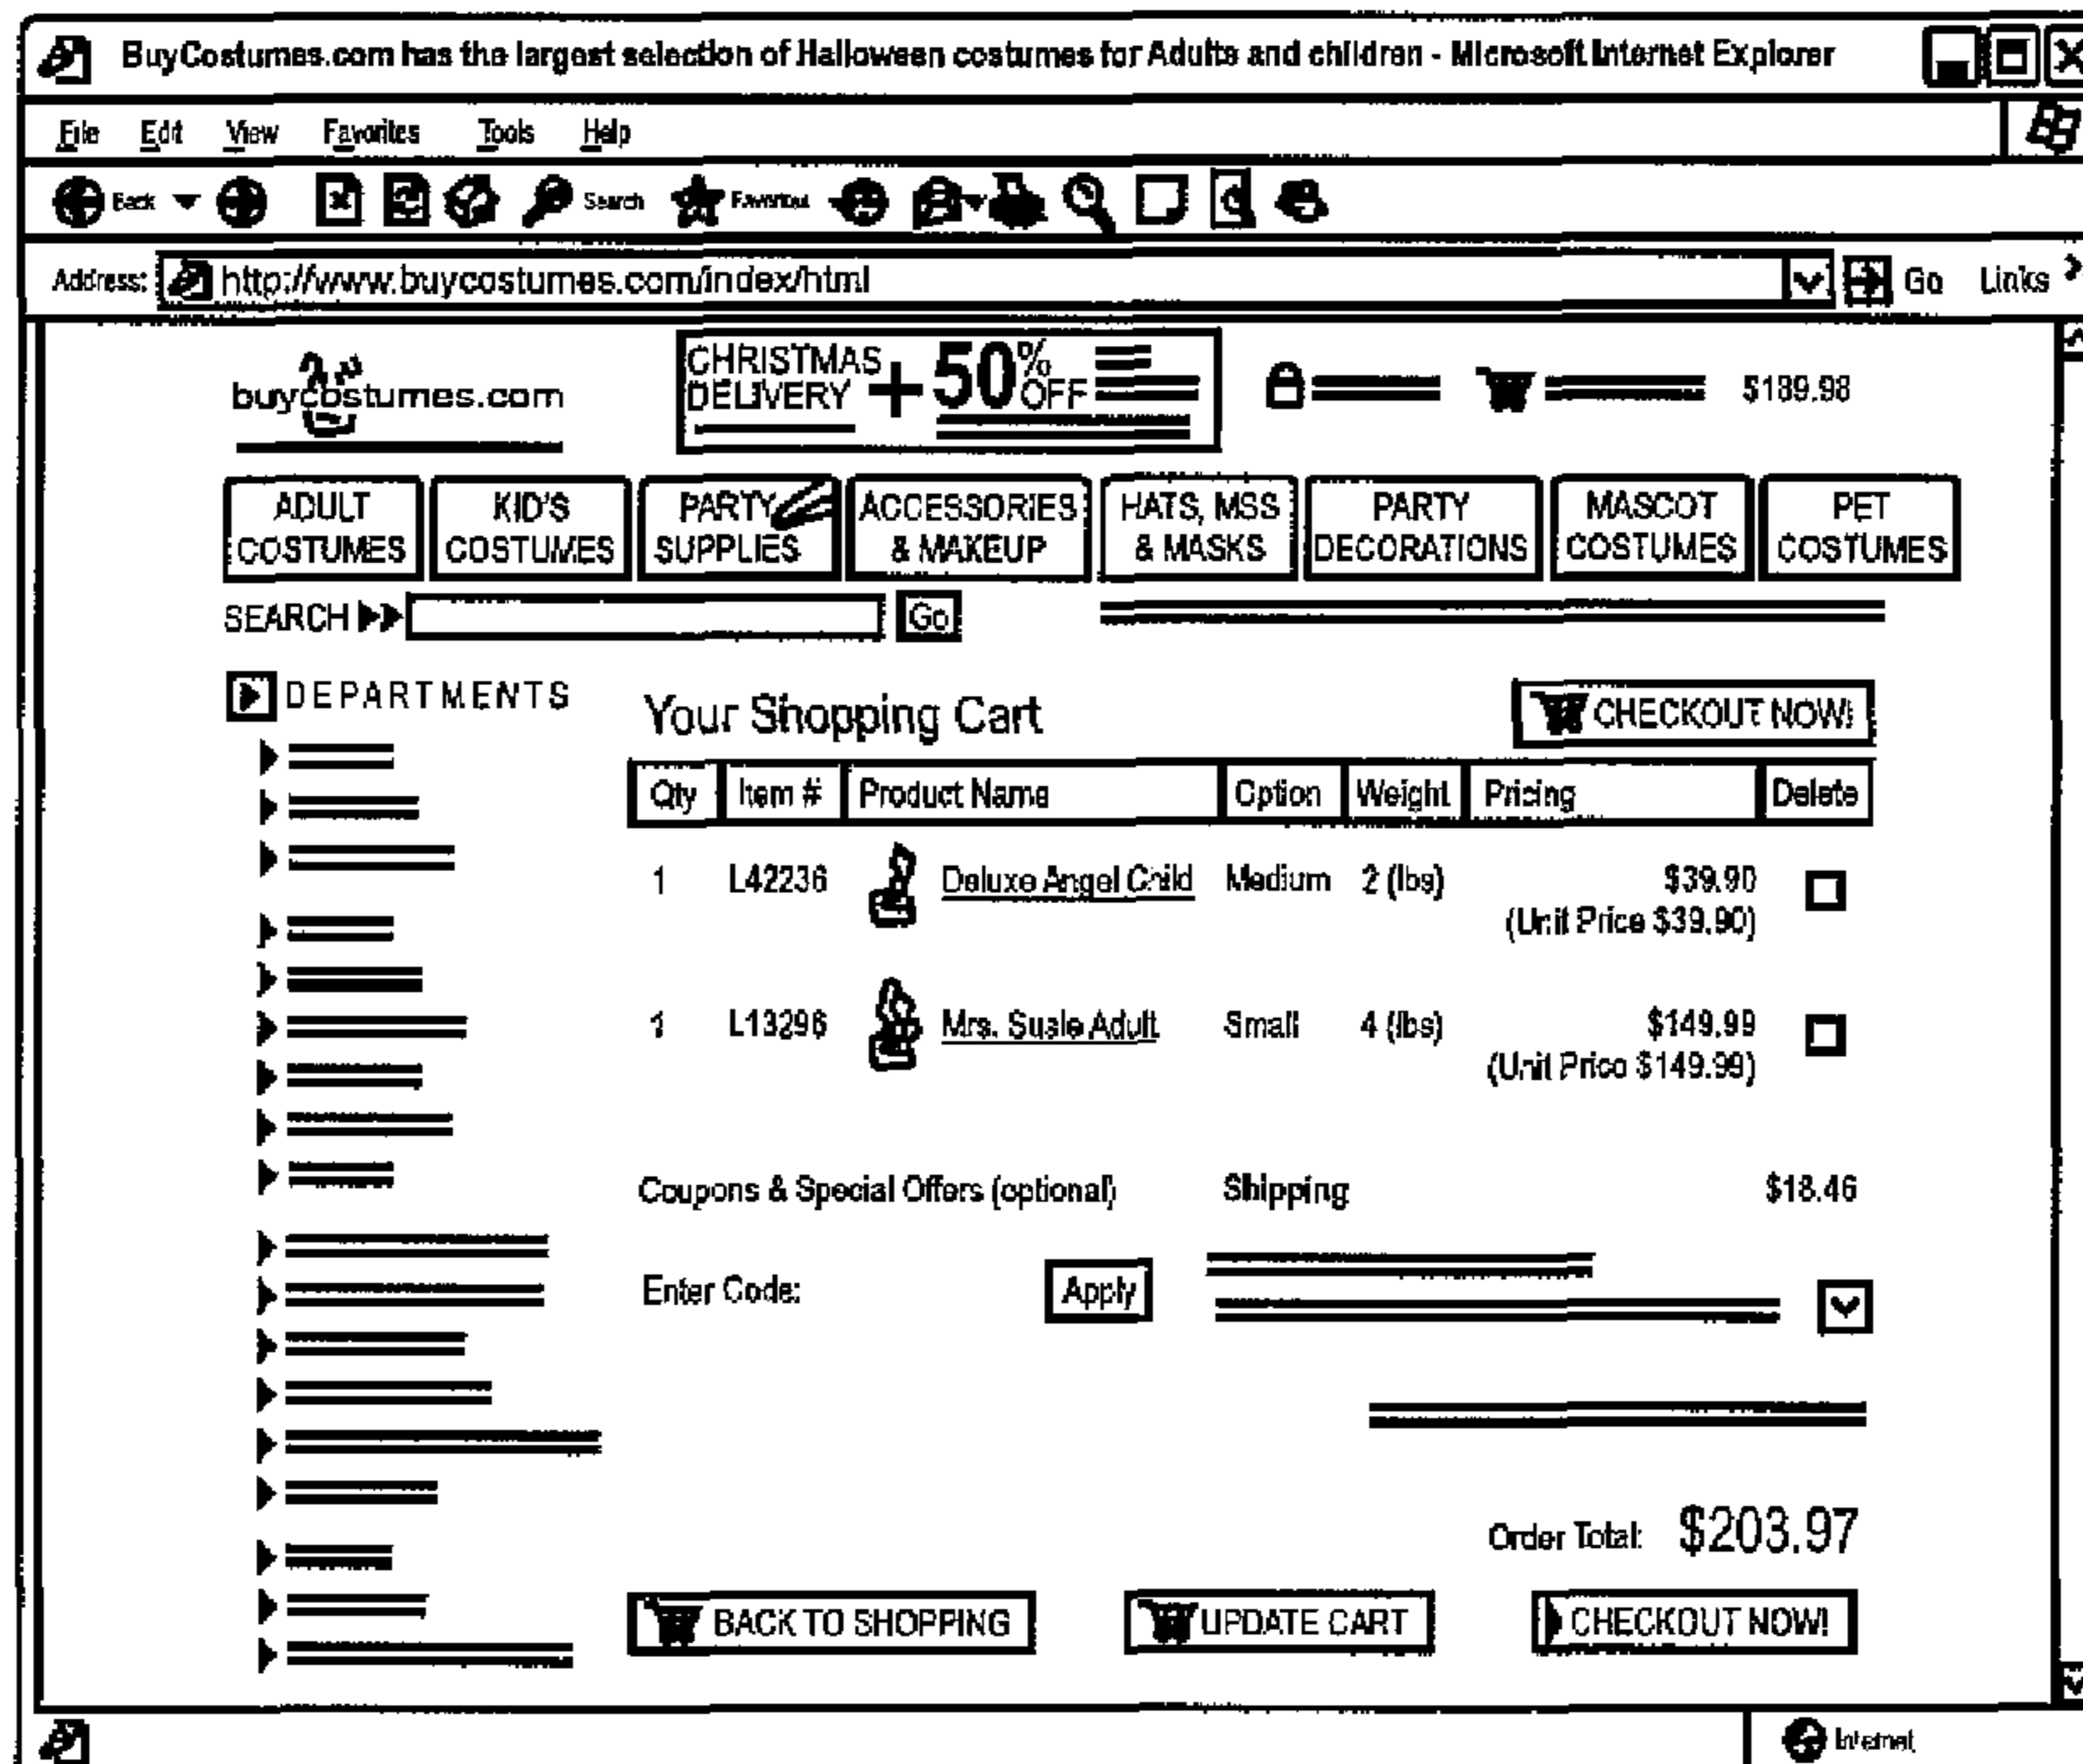 BuyCostumes.com has the largest selection of Halloween costumes for Adults and children - Microsoft Internet Explorer
File Edit View Favorites Tools Help
Back Search Favorites
Address: http://www.buycostumes.com/index/html Go Links
buycostumes.com
CHRISTMAS DELIVERY + 50% OFF
$189.98
ADULT COSTUMES
KID'S COSTUMES
PARTY SUPPLIES
ACCESSORIES & MAKEUP
HATS, MSS & MASKS
PARTY DECORATIONS
MASCOT COSTUMES
PET COSTUMES
SEARCH Go
DEPARTMENTS
Your Shopping Cart
CHECKOUT NOW!
Qty Item # Product Name Option Weight Pricing Delete
1 L42236 Deluxe Angel Child Medium 2 (lbs) $39.90
(Unit Price $39.90)
1 L13296 Mrs. Susie Adult Small 4 (lbs) $149.99
(Unit Price $149.99)
Coupons & Special Offers (optional) Shipping $18.46
Enter Code: Apply
Order Total: $203.97
BACK TO SHOPPING UPDATE CART CHECKOUT NOW!
Internet